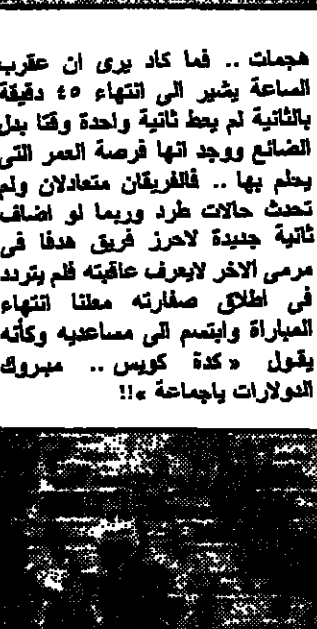 هجمات .. فما كاد يرى ان عقرب
الساعة يشير الى انتهاء ٤٥ دقيقة
بالثانية لم يعط ثانية واحدة وقتا بدل
الضائع ووجد انها فرصة العمر التى
يحلم بها .. فالفريقان متعادلان ولم
تحدث حالات طرد وربما لو اضاف
ثانية جديدة لاحرز فريق هدفا فى
مرمى الاخر لايعرف عاقبته فلم يتردد
فى اطلاق صفارته معلنا انتهاء
المباراة وابتسم الى مساعديه وكأنه
يقول « كدة كويس .. مبروك
الدولارات ياجماعة »!!